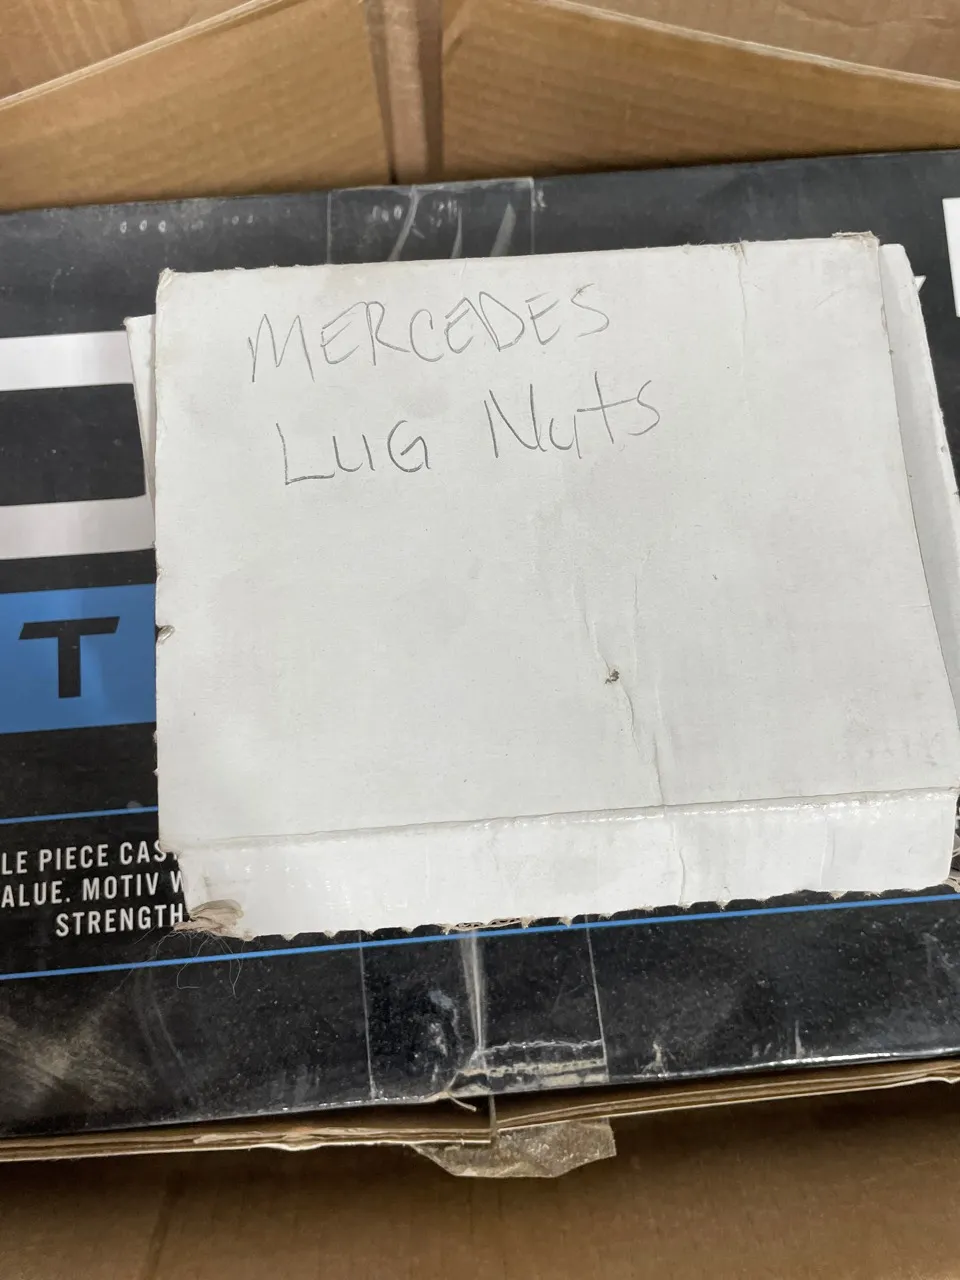 MERCEDES
LUG NutS
T
LE PIECE CAS
ALUE. MOTIV W
STRENGTH